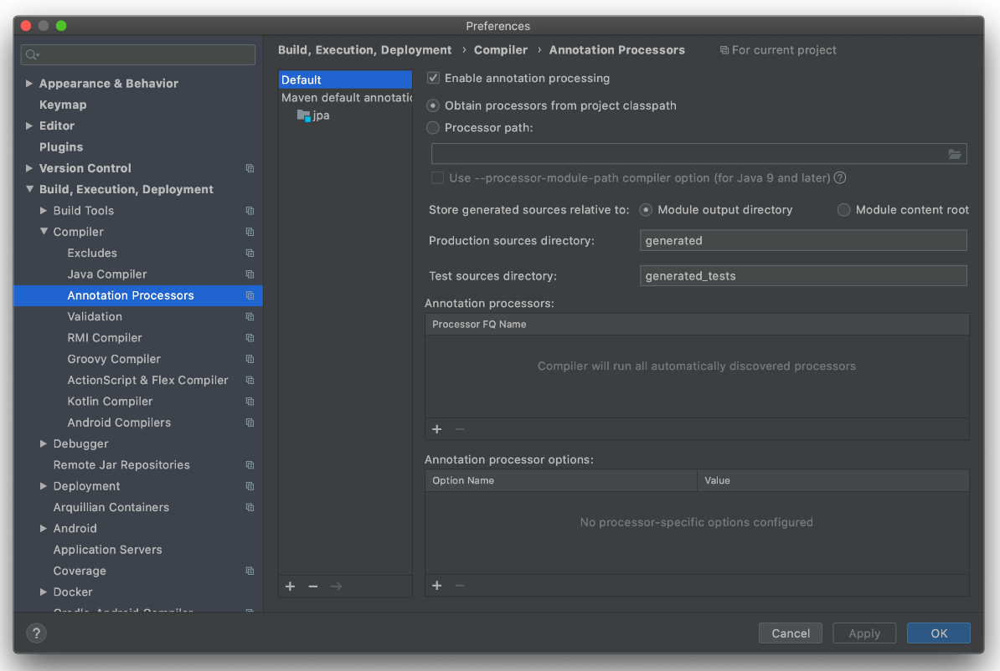 Preferences
Appearance & Behavior
Keymap
Editor
Plugins
Version Control
Build, Execution, Deployment
Build Tools
Compiler
Excludes
Java Compiler
Annotation Processors
Validation
RMI Compiler
Groovy Compiler
ActionScript & Flex Compiler
Kotlin Compiler
Android Compilers
Debugger
Remote Jar Repositories
Deployment
Arquillian Containers
Android
Application Servers
Coverage
Docker
Gradle-Android Compiler
Build, Execution, Deployment › Compiler › Annotation Processors For current project
Default
Maven default annotatio
jpa
Enable annotation processing
Obtain processors from project classpath
Processor path:
Use --processor-module-path compiler option (for Java 9 and later) ?
Store generated sources relative to: Module output directory Module content root
Production sources directory: generated
Test sources directory: generated_tests
Annotation processors:
Processor FQ Name
Compiler will run all automatically discovered processors
Annotation processor options:
Option Name Value
No processor-specific options configured
? Cancel Apply OK